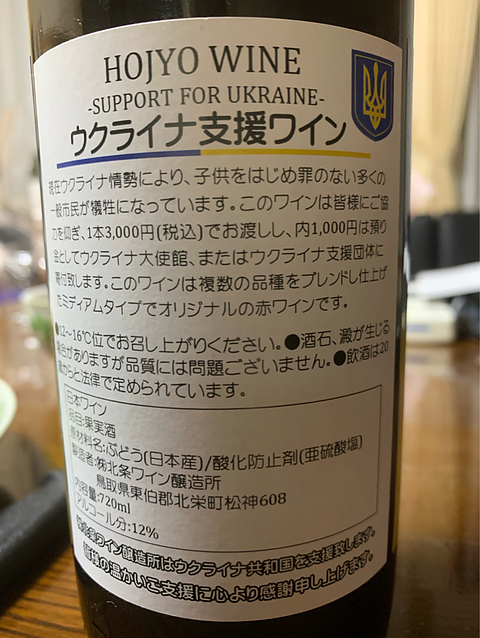 HOJYO WINE
-SUPPORT FOR UKRAINE-
ウクライナ支援ワイン
現在ウクライナ情勢により、子供をはじめ罪のない多くの
一般市民が犠牲になっています。このワインは皆様にご協
力を仰ぎ、1本3,000円(税込)でお渡しし、内1,000円は預り
金としてウクライナ大使館、またはウクライナ支援団体に
寄付致します。このワインは複数の品種をブレンドし仕上げ
たミディアムタイプでオリジナルの赤ワインです。
●12～16℃位でお召し上がりください。●酒石、澱が生じる
場合がありますが品質には問題ございません。●飲酒は20
歳からと法律で定められています。
日本ワイン
品目:果実酒
原材料名:ぶどう(日本産)/酸化防止剤(亜硫酸塩)
製造者:㈱北条ワイン醸造所
鳥取県東伯郡北栄町松神608
内容量:720ml
アルコール分:12%
北条ワイン醸造所はウクライナ共和国を支援致します。
皆様の温かいご支援に心より感謝申し上げます。